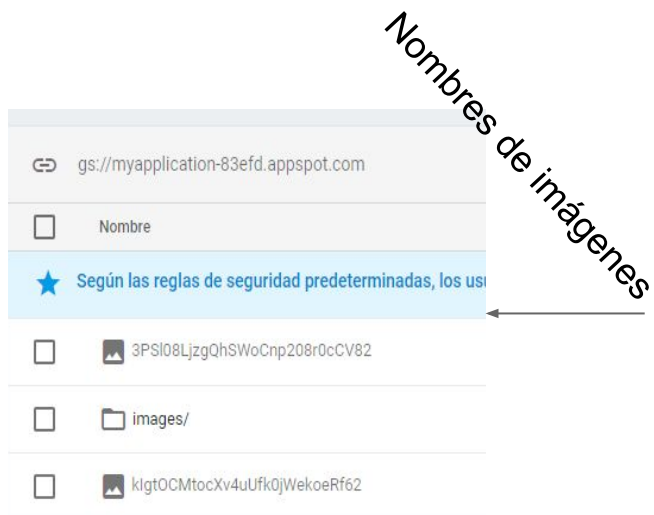 Nombres de imágenes
gs://myapplication-83efd.appspot.com
Nombre
Según las reglas de seguridad predeterminadas, los usu
3PSl08LjzgQhSWoCnp208r0cCV82
images/
kIgtOCMtocXv4uUfk0jWekoeRf62